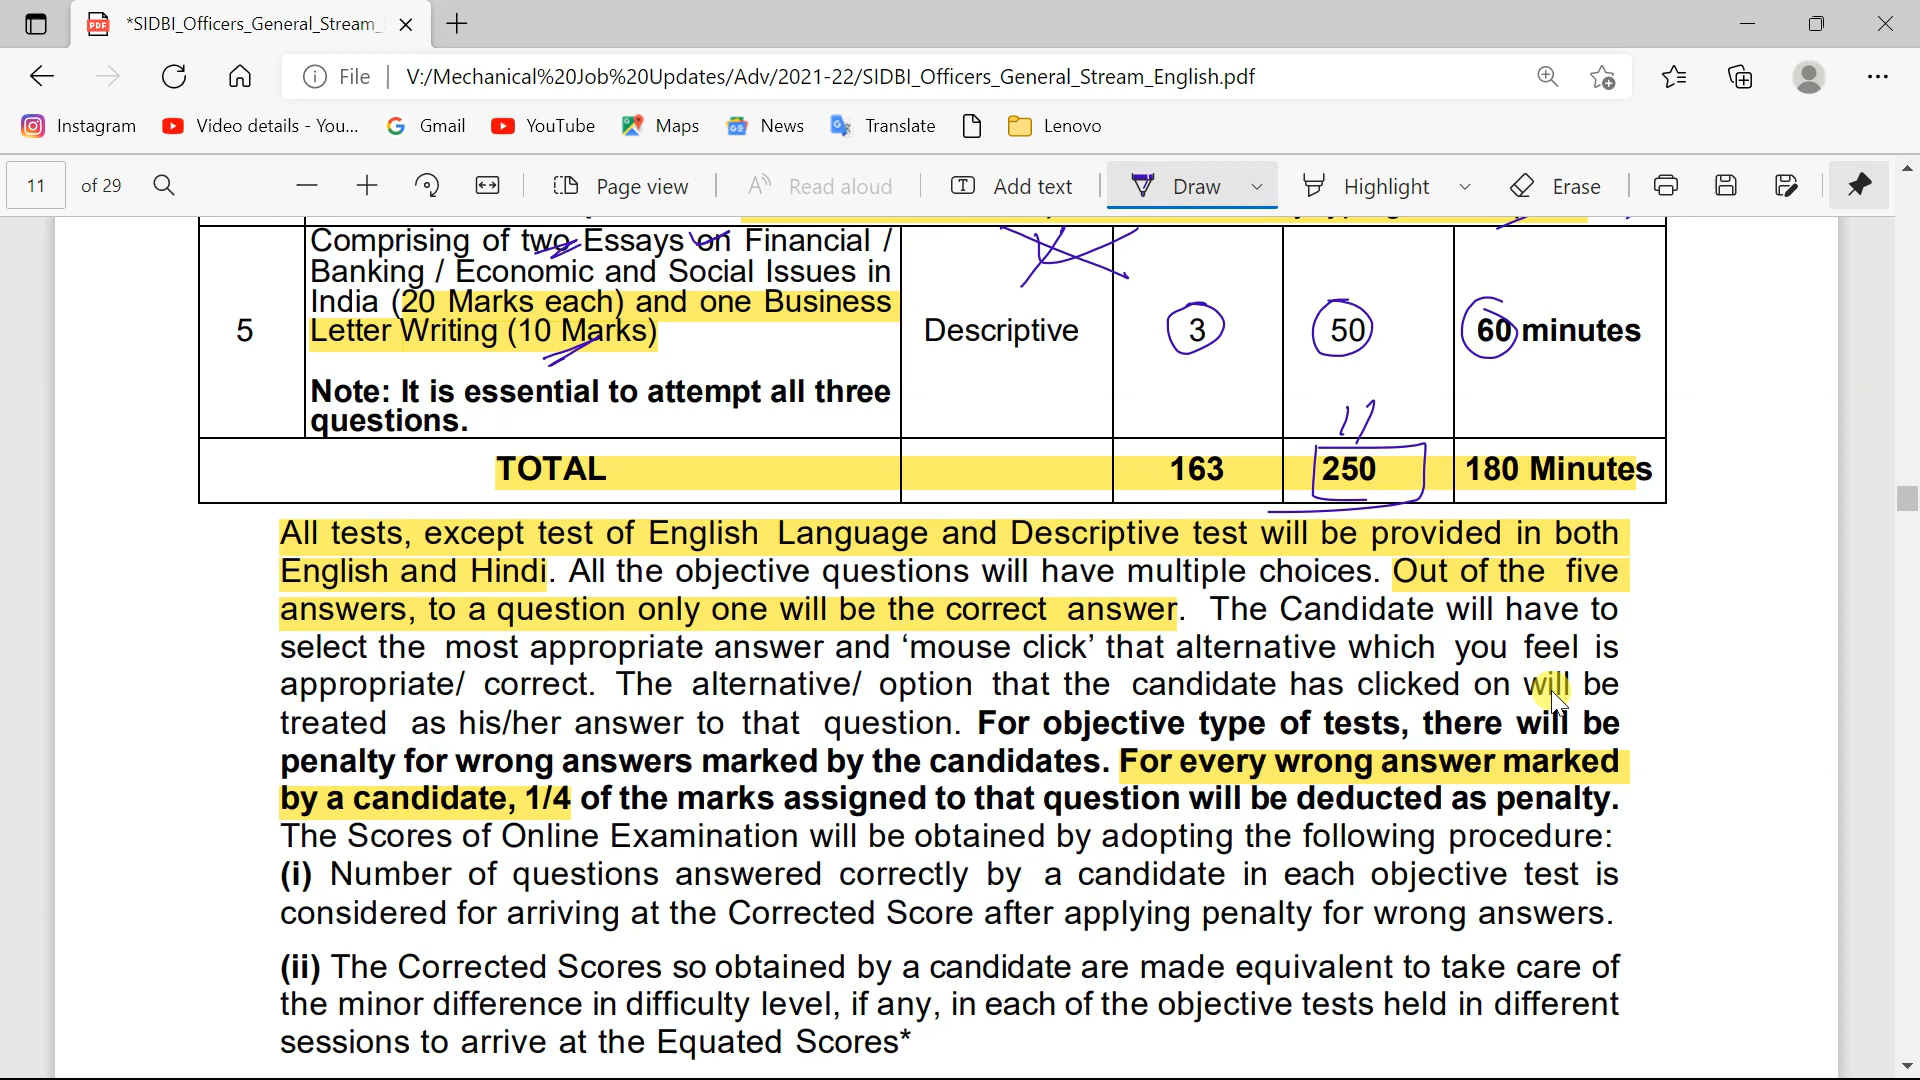 *SIDBI_Officers_General_Stream_
File
V:/Mechanical%20Job%20Updates/Adv/2021-22/SIDBI_Officers_General_Stream_English.pdf
Instagram
Video details - You...
Gmail
YouTube
Maps
News
Translate
Lenovo
11 of 29
Page view
Read aloud
Add text
Draw
Highlight
Erase
5
Comprising of two Essays on Financial /
Banking / Economic and Social Issues in
India (20 Marks each) and one Business
Letter Writing (10 Marks)
Note: It is essential to attempt all three
questions.
Descriptive
3
50
60 minutes
TOTAL 163 250 180 Minutes
All tests, except test of English Language and Descriptive test will be provided in both
English and Hindi. All the objective questions will have multiple choices. Out of the five
answers, to a question only one will be the correct answer. The Candidate will have to
select the most appropriate answer and ‘mouse click’ that alternative which you feel is
appropriate/ correct. The alternative/ option that the candidate has clicked on will be
treated as his/her answer to that question. For objective type of tests, there will be
penalty for wrong answers marked by the candidates. For every wrong answer marked
by a candidate, 1/4 of the marks assigned to that question will be deducted as penalty.
The Scores of Online Examination will be obtained by adopting the following procedure:
(i) Number of questions answered correctly by a candidate in each objective test is
considered for arriving at the Corrected Score after applying penalty for wrong answers.
(ii) The Corrected Scores so obtained by a candidate are made equivalent to take care of
the minor difference in difficulty level, if any, in each of the objective tests held in different
sessions to arrive at the Equated Scores*